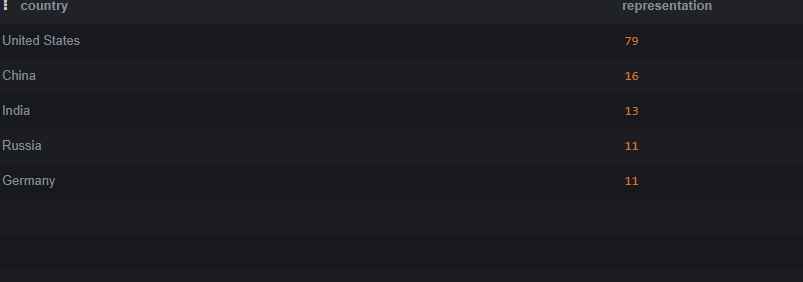 country representation
United States 79
China 16
India 13
Russia 11
Germany 11